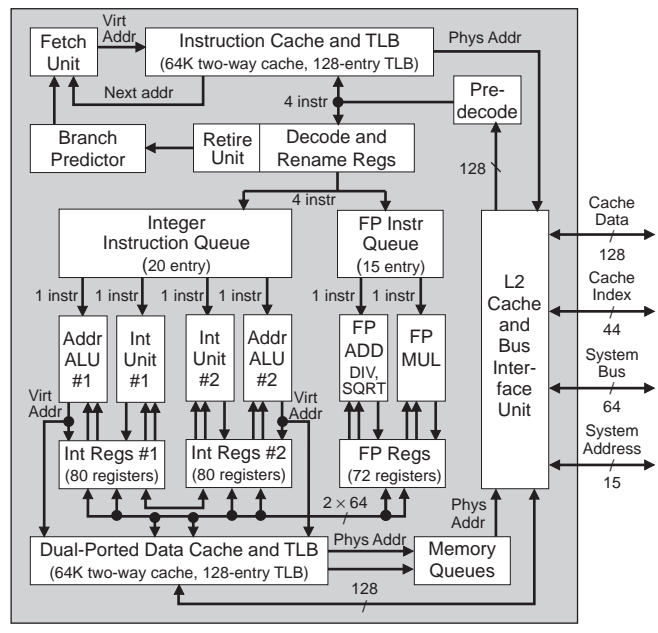 Fetch
Unit
Virt
Addr
Instruction Cache and TLB
(64K two-way cache, 128-entry TLB)
Phys Addr
Next addr
4 instr
Pre-
decode
Branch
Predictor
Retire
Unit
Decode and
Rename Regs
128
4 instr
Integer
Instruction Queue
(20 entry)
FP Instr
Queue
(15 entry)
1 instr
1 instr
1 instr
1 instr
1 instr
1 instr
Addr
ALU
#1
Int
Unit
#1
Int
Unit
#2
Addr
ALU
#2
FP
ADD
DIV,
SQRT
FP
MUL
L2
Cache
and
Bus
Inter-
face
Unit
Cache
Data
128
Cache
Index
44
System
Bus
64
System
Address
15
Virt
Addr
Virt
Addr
Int Regs #1
(80 registers)
Int Regs #2
(80 registers)
FP Regs
(72 registers)
2 × 64
Phys
Addr
Dual-Ported Data Cache and TLB
(64K two-way cache, 128-entry TLB)
Phys Addr
Memory
Queues
128